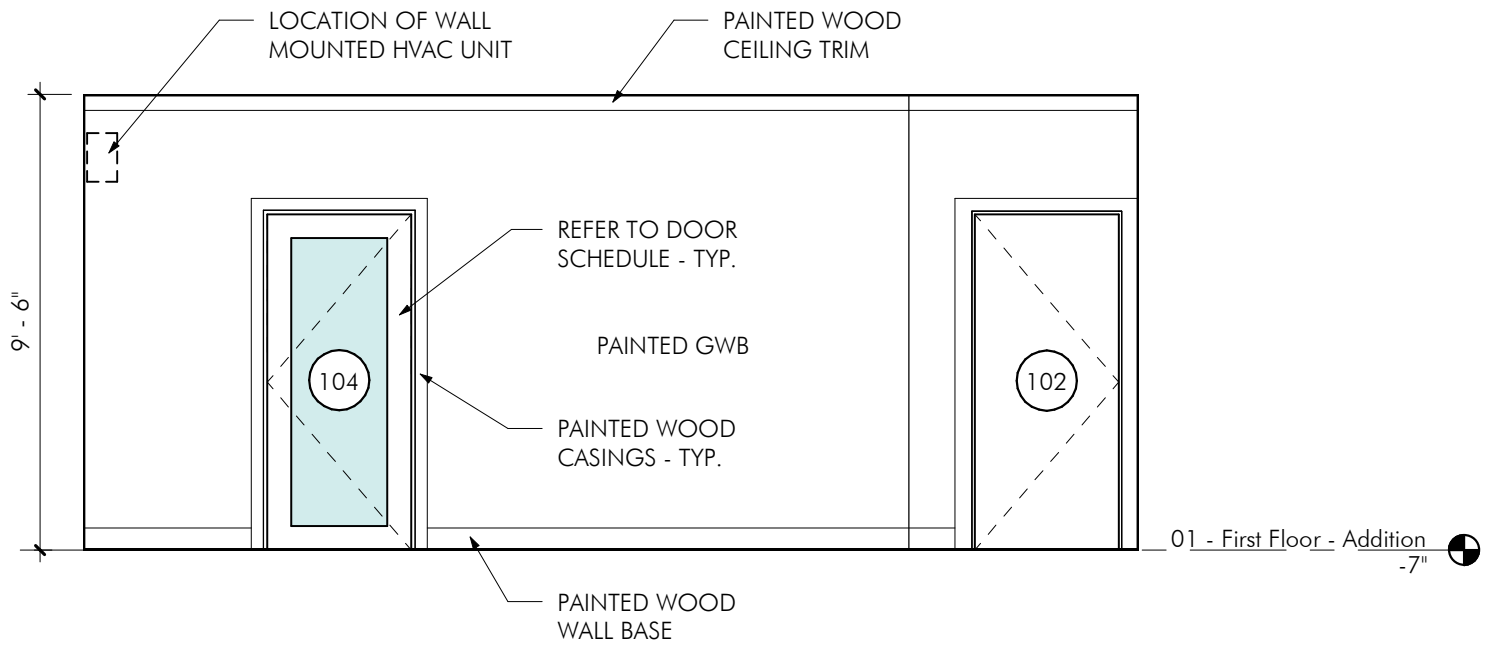 LOCATION OF WALL
MOUNTED HVAC UNIT
PAINTED WOOD
CEILING TRIM
9' - 6"
REFER TO DOOR
SCHEDULE - TYP.
PAINTED GWB
104
102
PAINTED WOOD
CASINGS - TYP.
01 - First Floor - Addition
-7"
PAINTED WOOD
WALL BASE